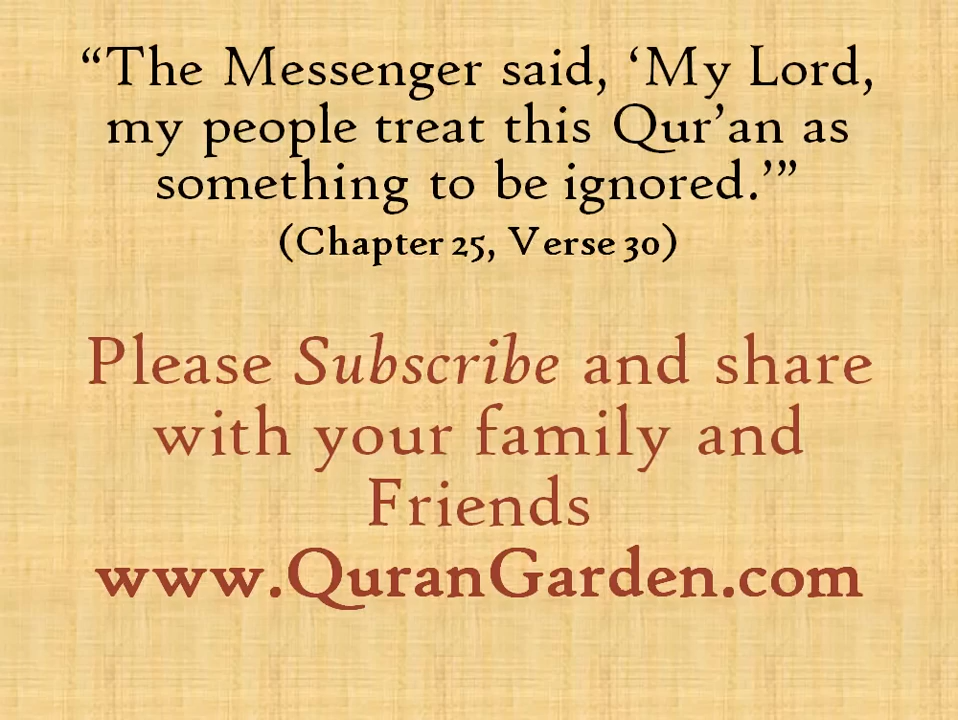 “The Messenger said, ‘My Lord,
my people treat this Qur’an as
something to be ignored.’”
(Chapter 25, Verse 30)
Please Subscribe and share
with your family and
Friends
www.QuranGarden.com